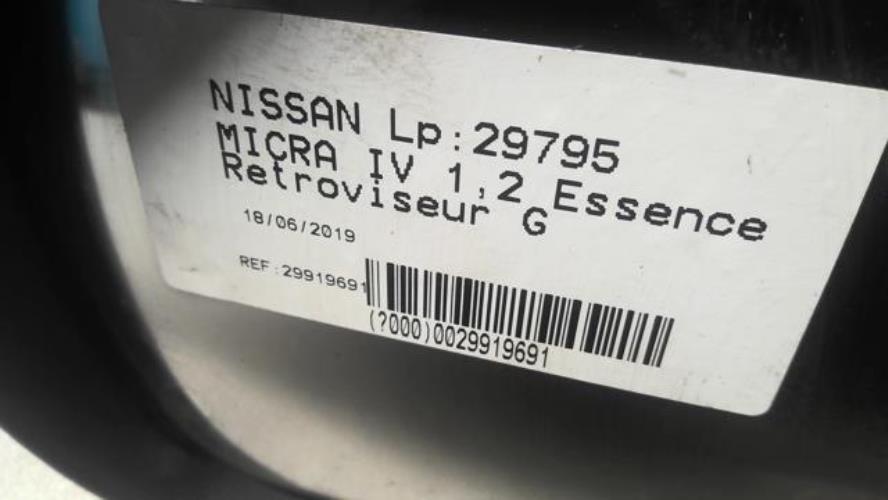 NISSAN Lp:29795
MICRA IV 1,2 Essence
Retroviseur G
18/06/2019
REF:29919691
(?000)0029919691